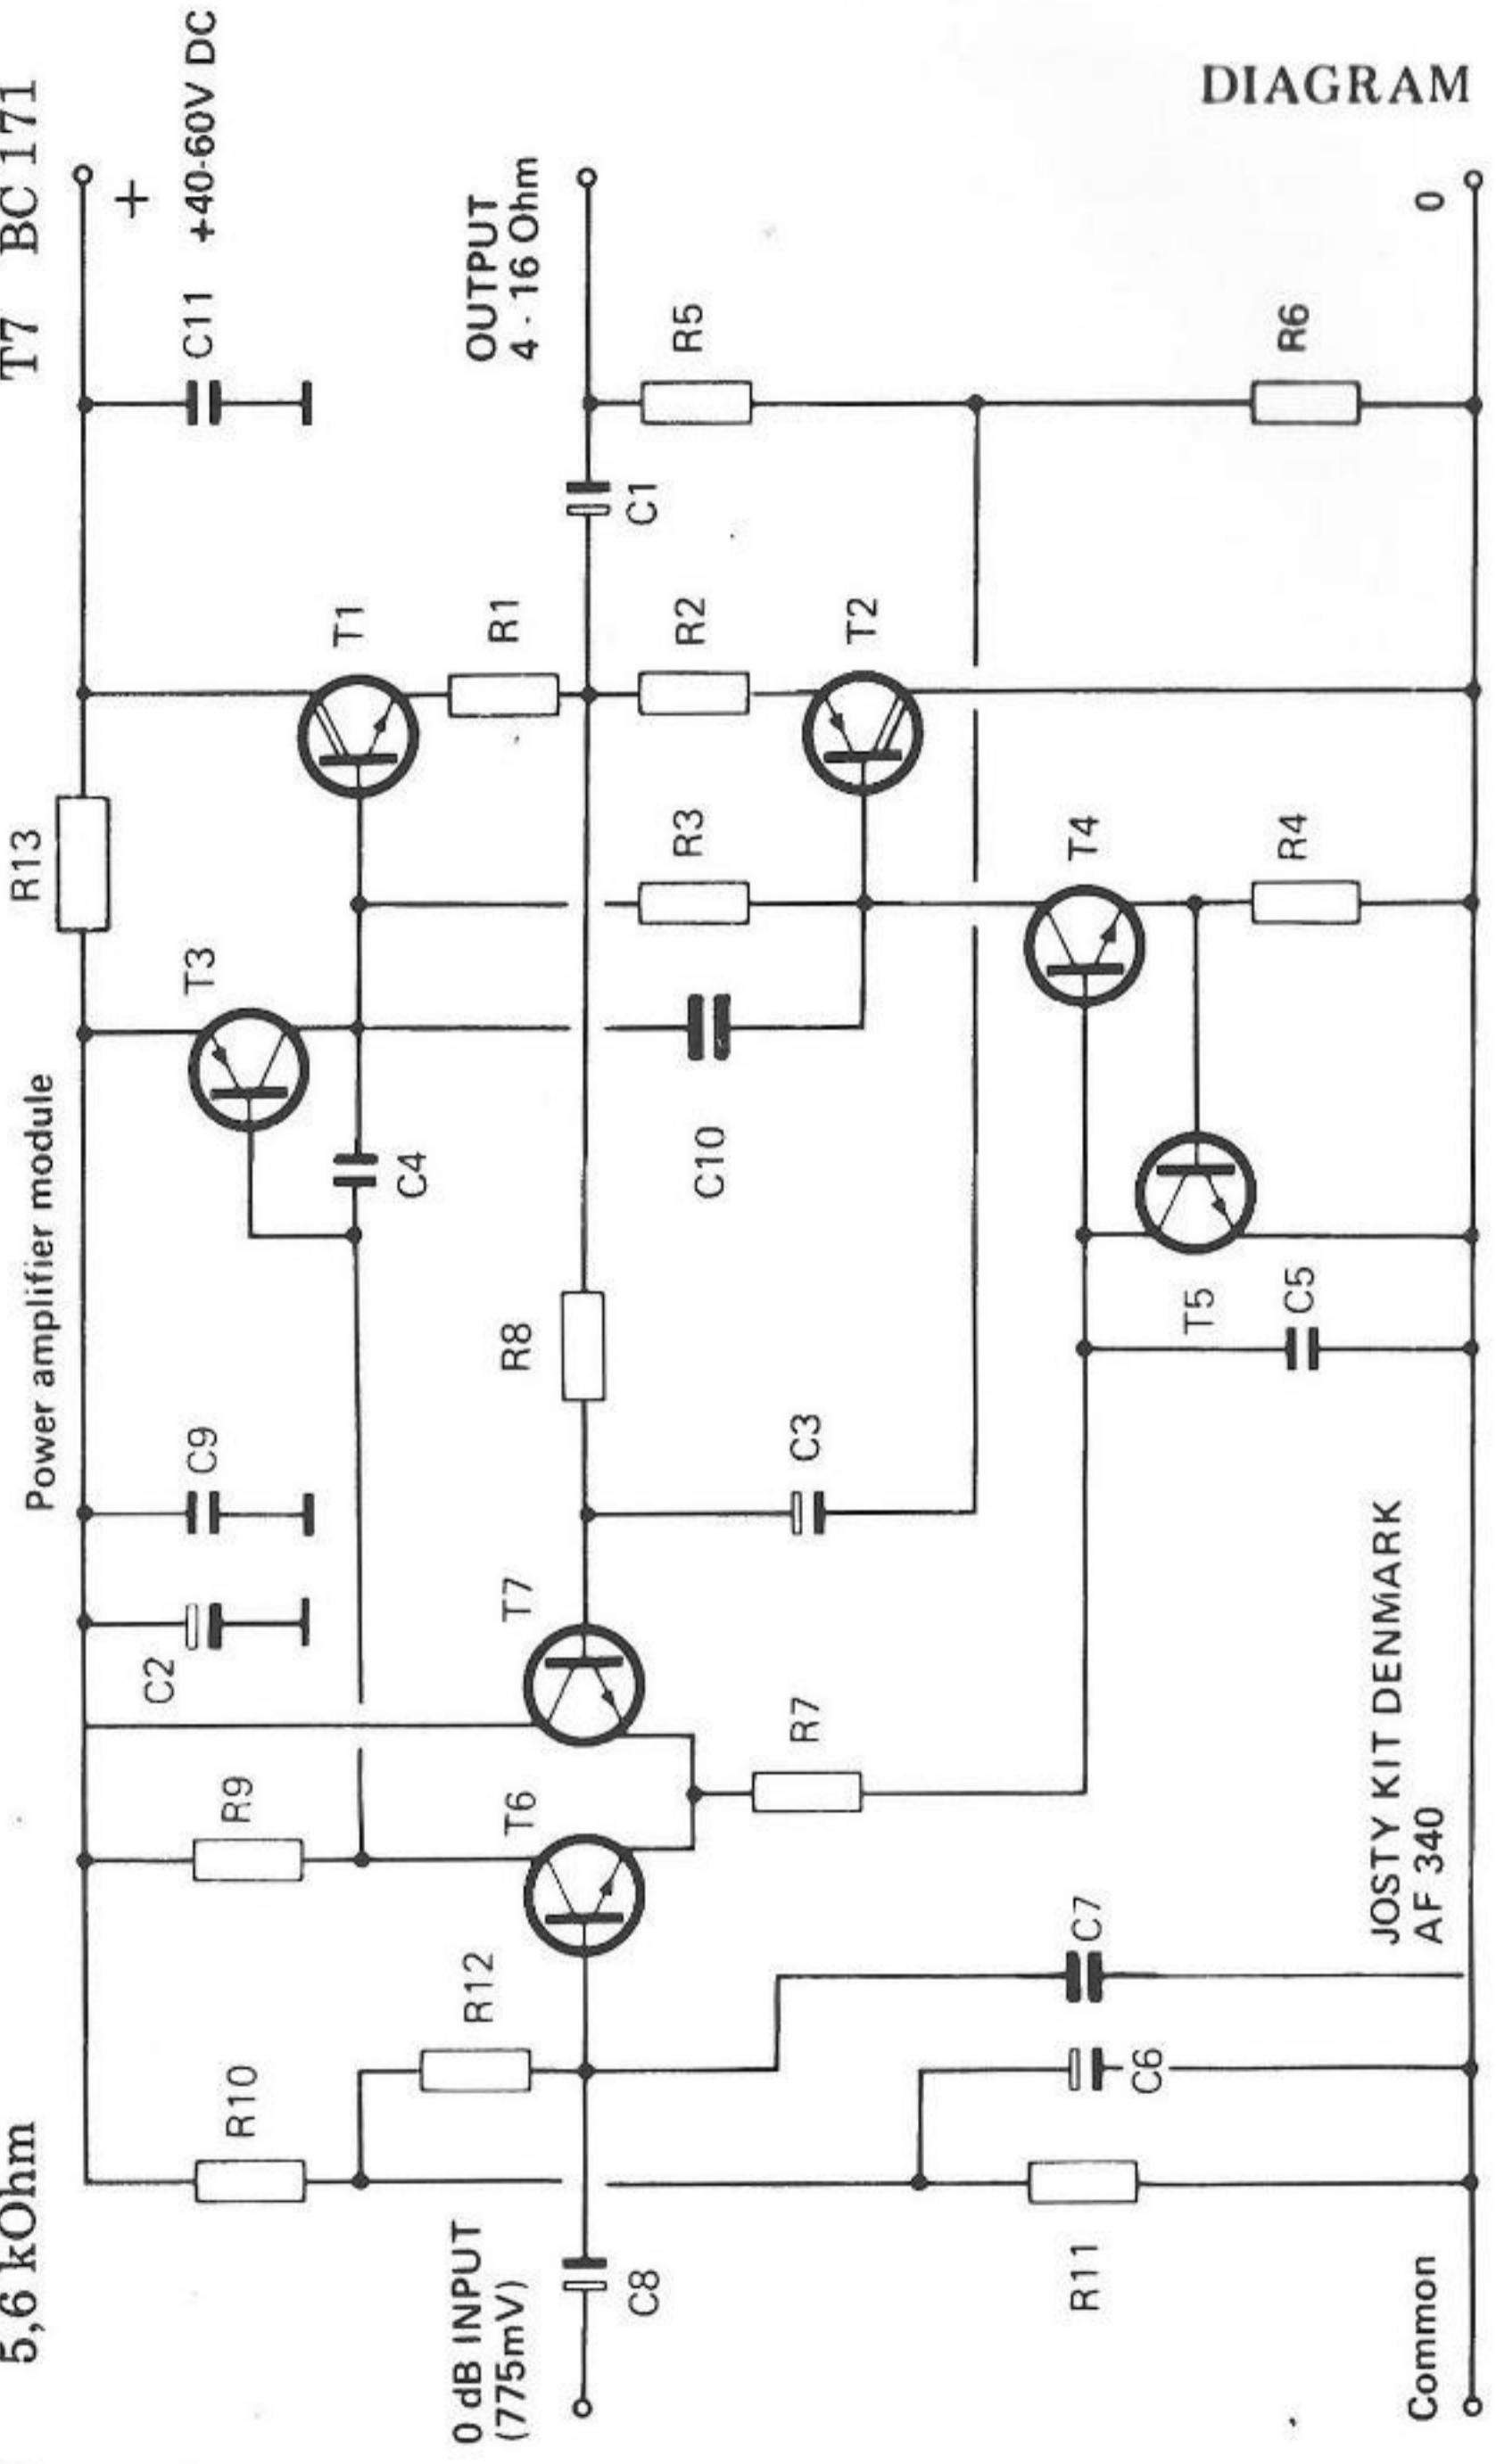 5,6 kOhm
T7 BC 171
Power amplifier module
R13
+
+40-60V DC
C11
C2
C9
T3
T1
R10
R9
R12
C4
R1
OUTPUT
4 - 16 Ohm
0 dB INPUT
(775mV)
T6
T7
R8
C8
C1
R7
C3
C10
R3
R2
R5
T2
T4
C7
C6
R11
T5
C5
R4
R6
DIAGRAM
JOSTY KIT DENMARK
AF 340
Common
0